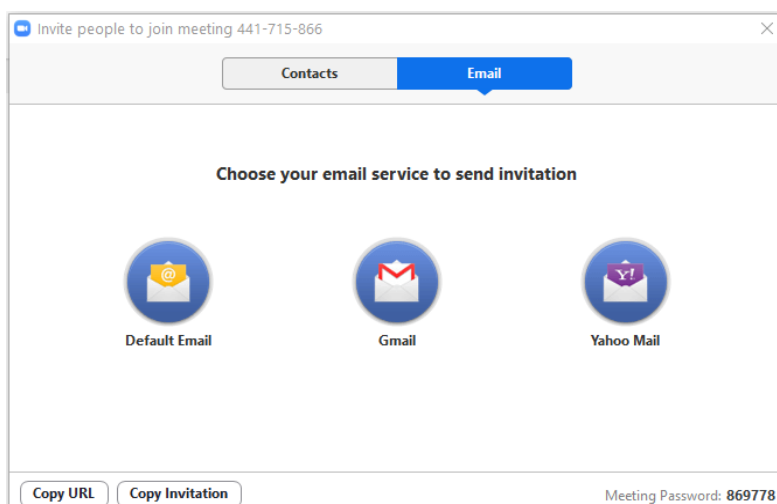 Invite people to join meeting 441-715-866
Contacts Email
Choose your email service to send invitation
@ Y!
Default Email Gmail Yahoo Mail
Copy URL Copy Invitation Meeting Password: 869778